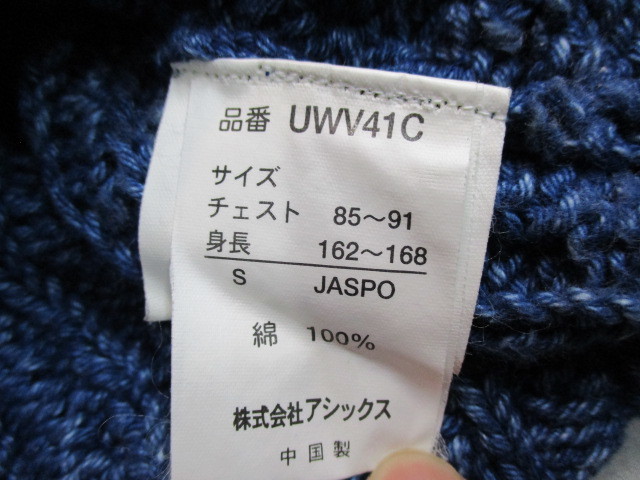 品番 UWV41C
サイズ
チェスト 85～91
身長 162～168
S JASPO
綿 100%
株式会社アシックス
中国製